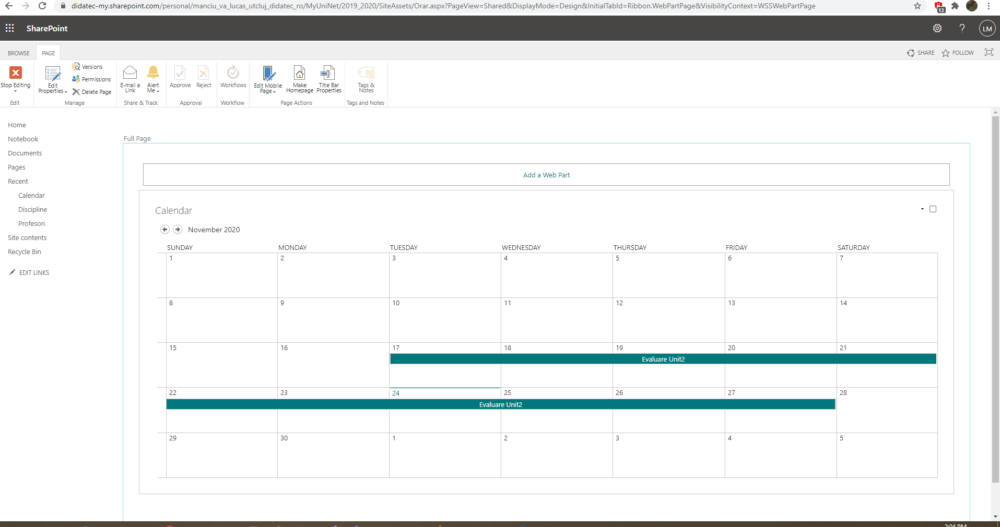 didatec-my.sharepoint.com/personal/manciu_va_lucas_utcluj_didatec_ro/MyUniNet/2019_2020/SiteAssets/Orar.aspx?PageView=Shared&DisplayMode=Design&InitialTabId=Ribbon.WebPartPage&VisibilityContext=WSSWebPartPage
13
SharePoint
? LM
BROWSE PAGE SHARE FOLLOW
Stop Editing
Edit
Edit Properties
Versions
Permissions
Delete Page
Manage
E-mail a Link
Alert Me
Share & Track
Approve
Reject
Approval
Workflows
Workflow
Edit Mobile Page
Make Homepage
Title Bar Properties
Page Actions
Tags & Notes
Tags and Notes
Home
Notebook
Documents
Pages
Recent
Calendar
Discipline
Profesori
Site contents
Recycle Bin
EDIT LINKS
Full Page
Add a Web Part
Calendar
November 2020
SUNDAY MONDAY TUESDAY WEDNESDAY THURSDAY FRIDAY SATURDAY
1 2 3 4 5 6 7
8 9 10 11 12 13 14
15 16 17 18 19 20 21
Evaluare Unit2
22 23 24 25 26 27 28
Evaluare Unit2
29 30 1 2 3 4 5
2:04 PM